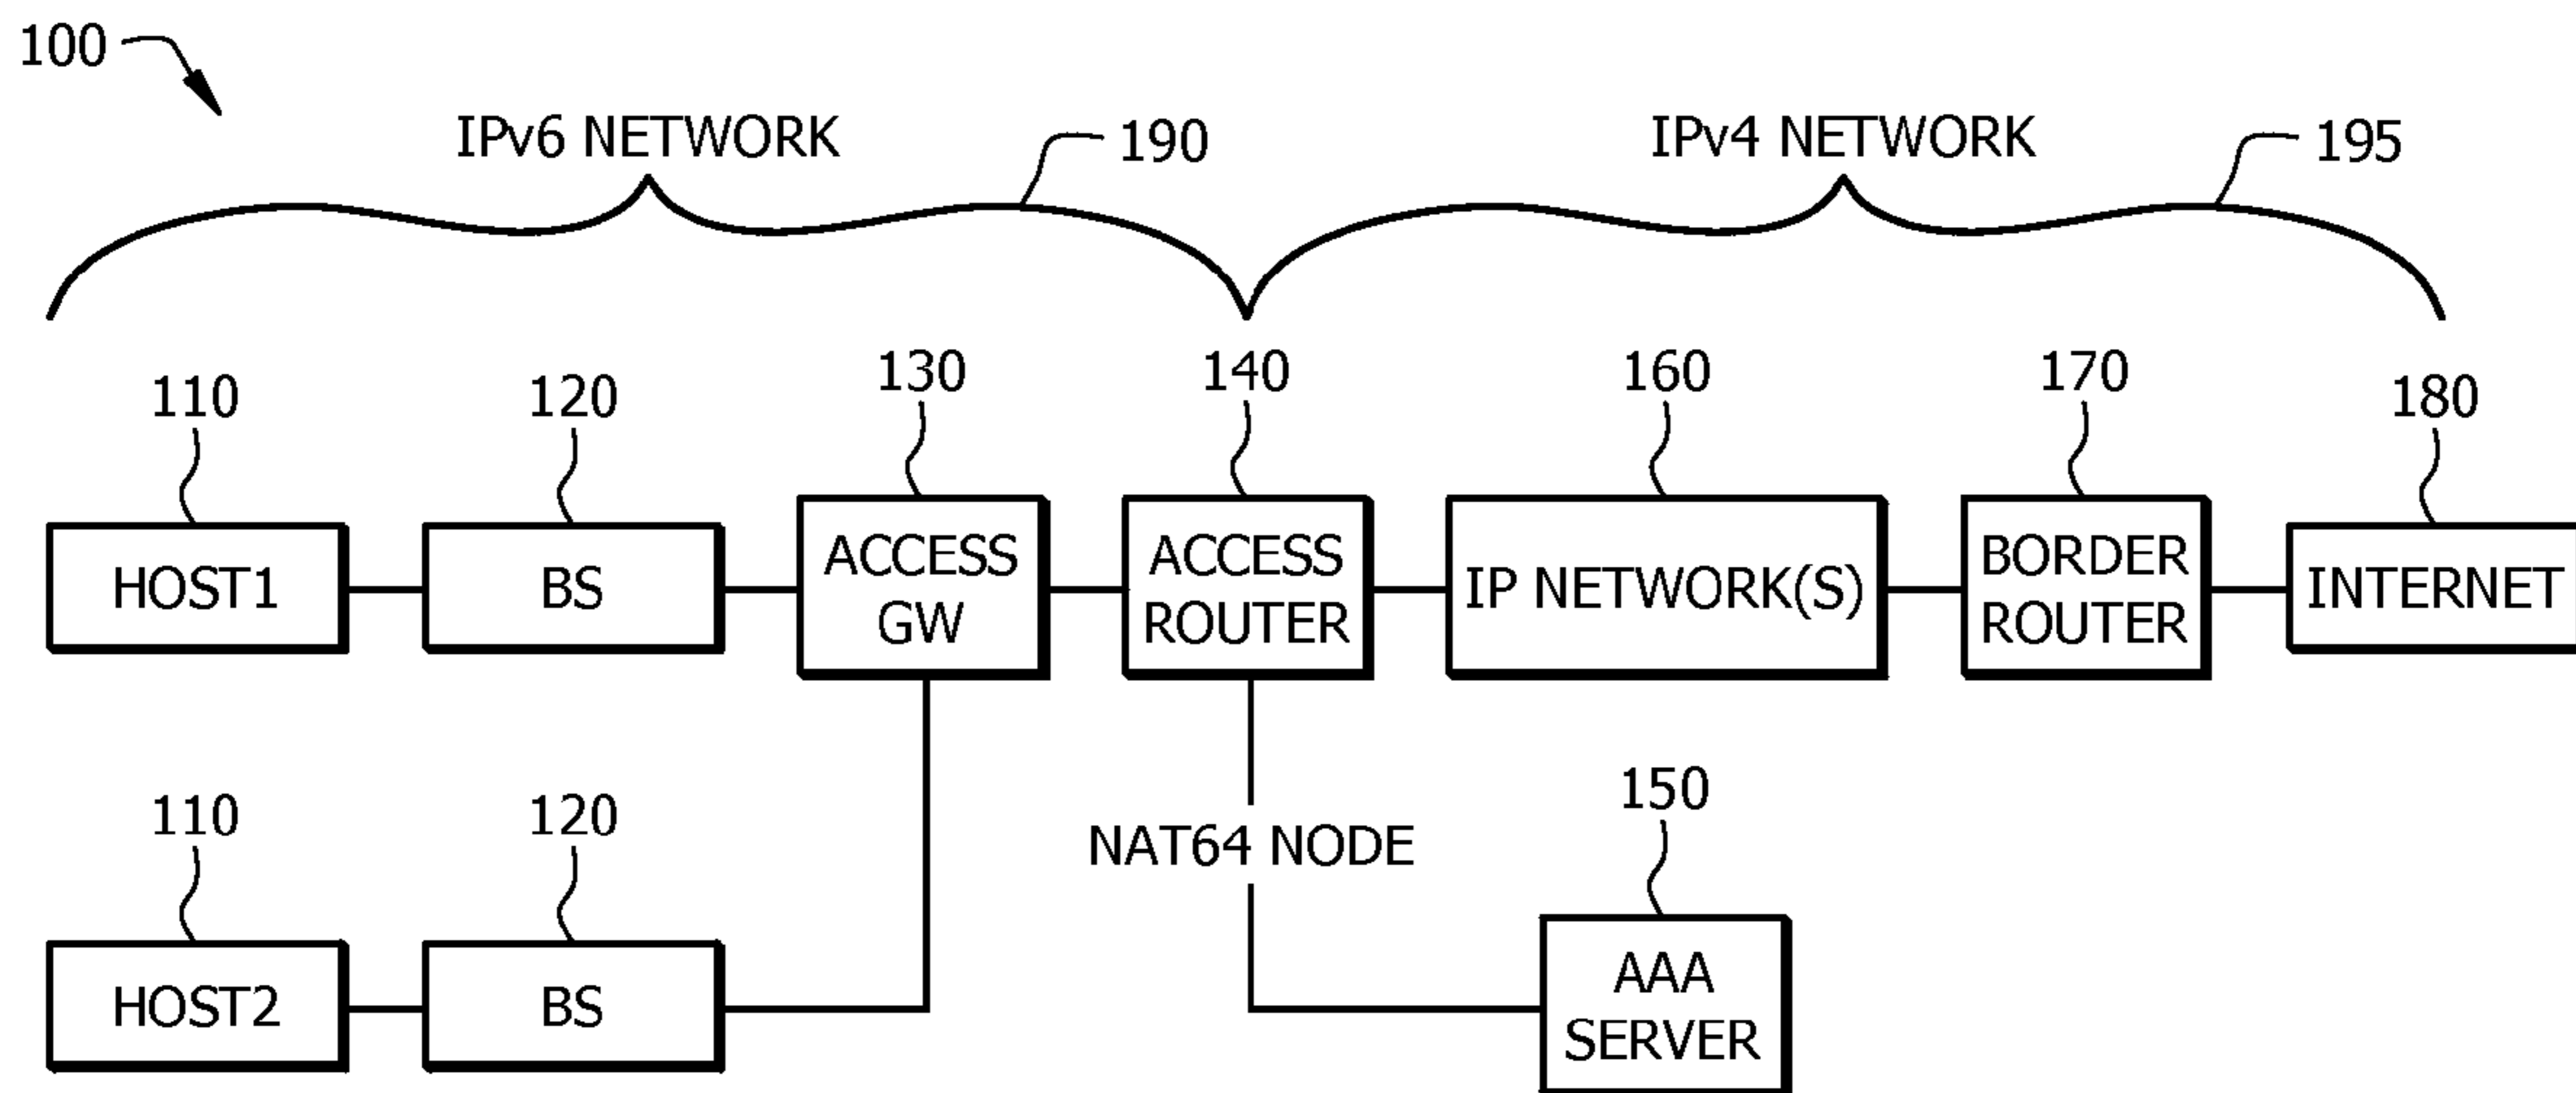 100
IPv6 NETWORK
190
IPv4 NETWORK
195
110
120
130
140
160
170
180
HOST1
BS
ACCESS
GW
ACCESS
ROUTER
IP NETWORK(S)
BORDER
ROUTER
INTERNET
110
120
NAT64 NODE
150
HOST2
BS
AAA
SERVER